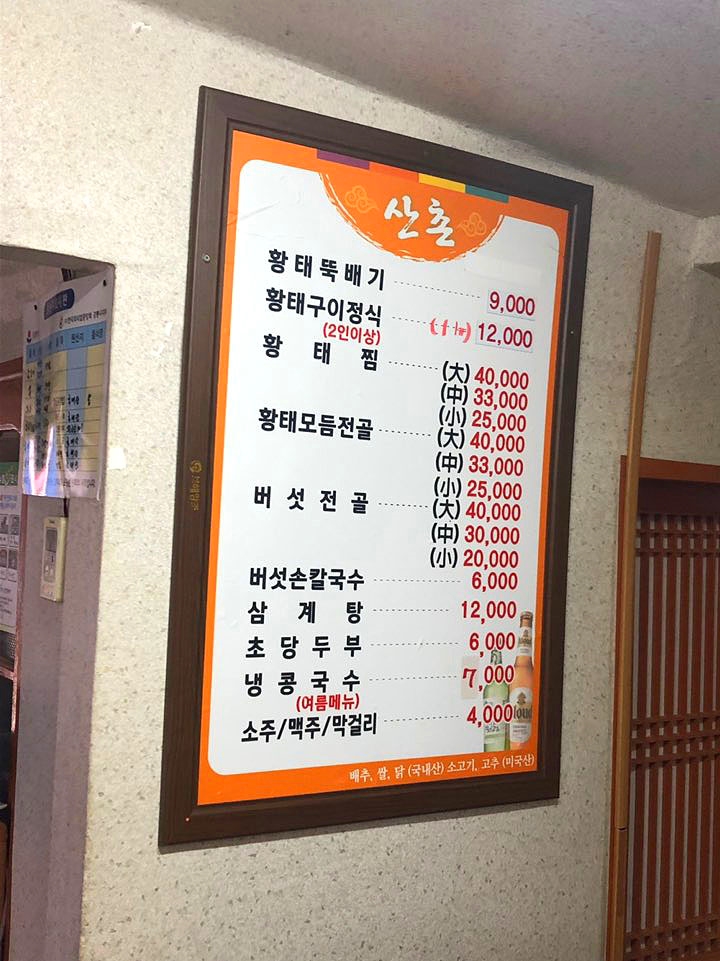 산촌
황태뚝배기 9,000
황태구이정식 (1인) 12,000
(2인이상)
황태찜 (大) 40,000
(中) 33,000
(小) 25,000
황태모듬전골 (大) 40,000
(中) 33,000
(小) 25,000
버섯전골 (大) 40,000
(中) 30,000
(小) 20,000
버섯손칼국수 6,000
삼계탕 12,000
초당두부 6,000
냉콩국수 7,000
(여름메뉴)
소주/맥주/막걸리 4,000
배추, 쌀, 닭 (국내산) 소고기, 고추 (미국산)